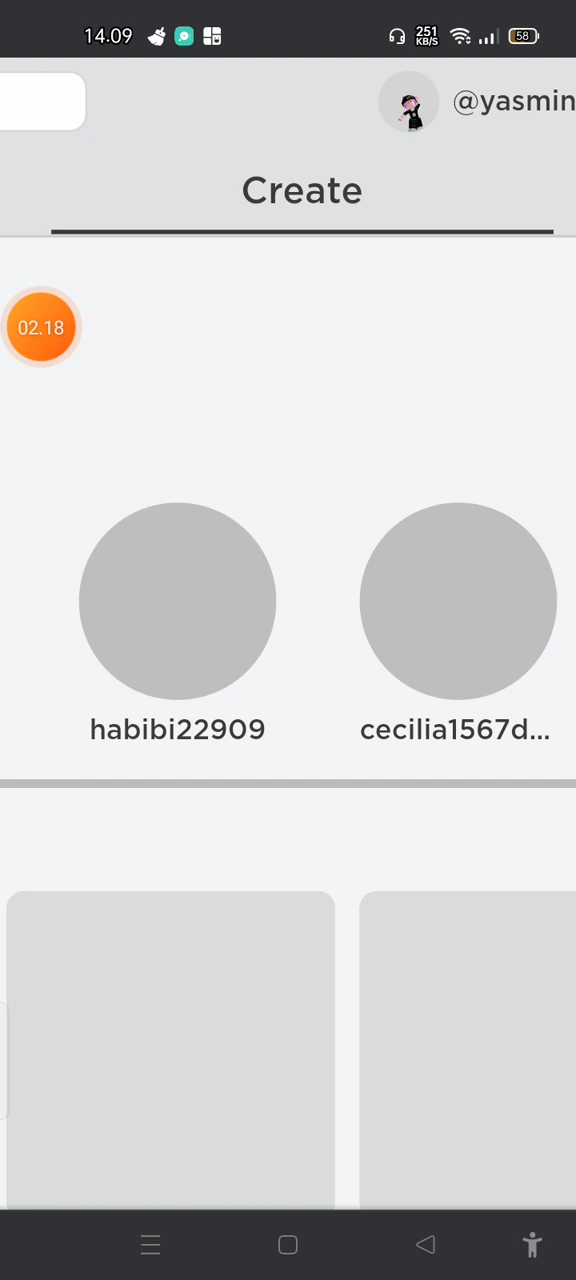 14.09
251
KB/S
58
@yasmin
Create
02.18
habibi22909
cecilia1567d...